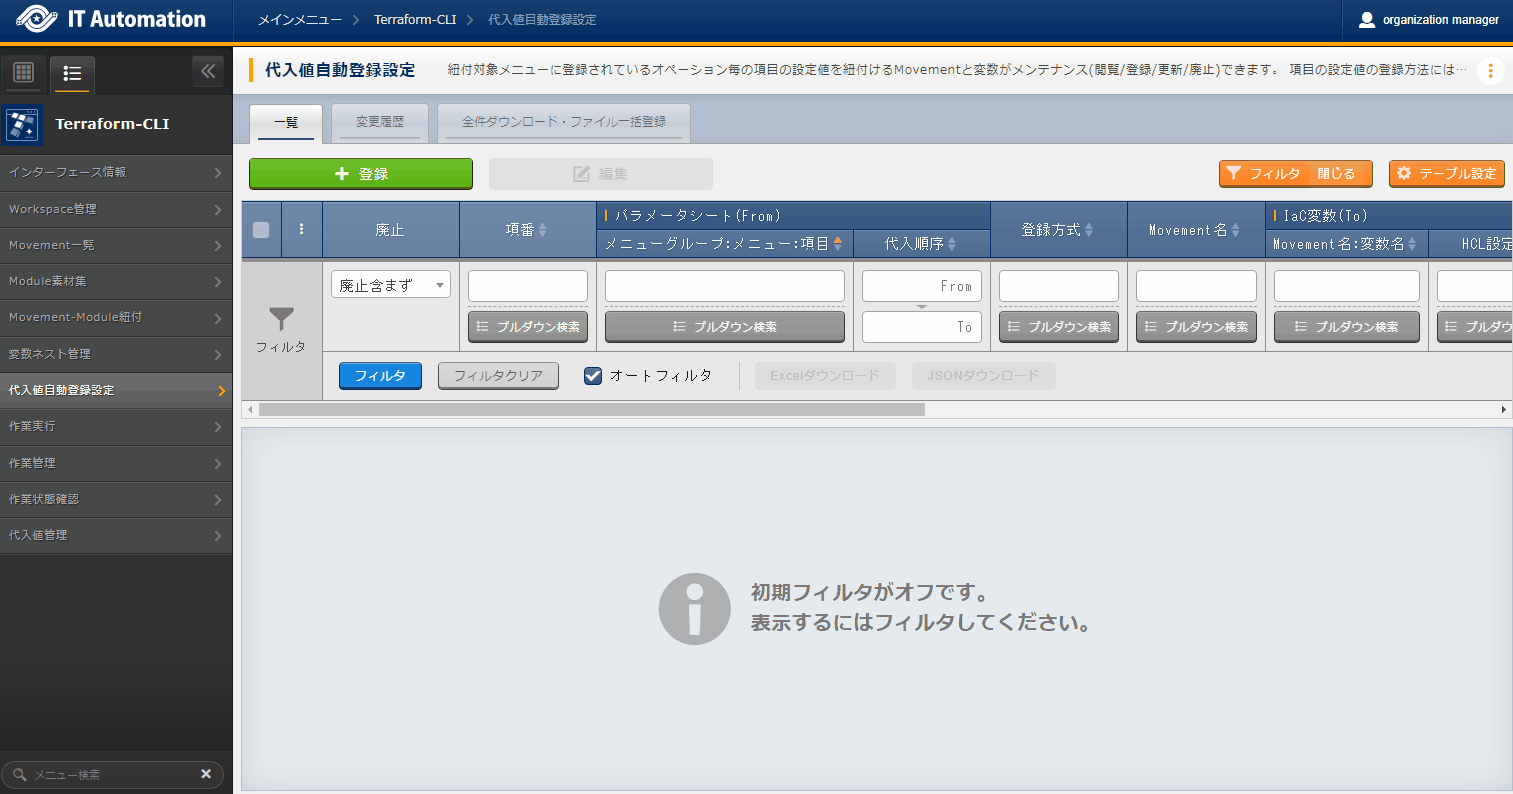 IT Automation
メインメニュー
Terraform-CLI
代入値自動登録設定
organization manager
代入値自動登録設定
紐付対象メニューに登録されているオペーション毎の項目の設定値を紐付けるMovementと変数がメンテナンス(閲覧/登録/更新/廃止)できます。 項目の設定値の登録方法には…
Terraform-CLI
インターフェース情報
Workspace管理
Movement一覧
Module素材集
Movement-Module紐付
変数ネスト管理
代入値自動登録設定
作業実行
作業管理
作業状態確認
代入値管理
メニュー検索
一覧
変更履歴
全件ダウンロード・ファイル一括登録
登録
編集
フィルタ 閉じる
テーブル設定
廃止
項番
パラメータシート(From)
メニューグループ:メニュー:項目
代入順序
登録方式
Movement名
IaC変数(To)
Movement名:変数名
HCL設定
フィルタ
廃止含まず
プルダウン検索
プルダウン検索
From
To
プルダウン検索
プルダウン検索
プルダウン検索
プルダウ
フィルタ
フィルタクリア
オートフィルタ
Excelダウンロード
JSONダウンロード
初期フィルタがオフです。
表示するにはフィルタしてください。